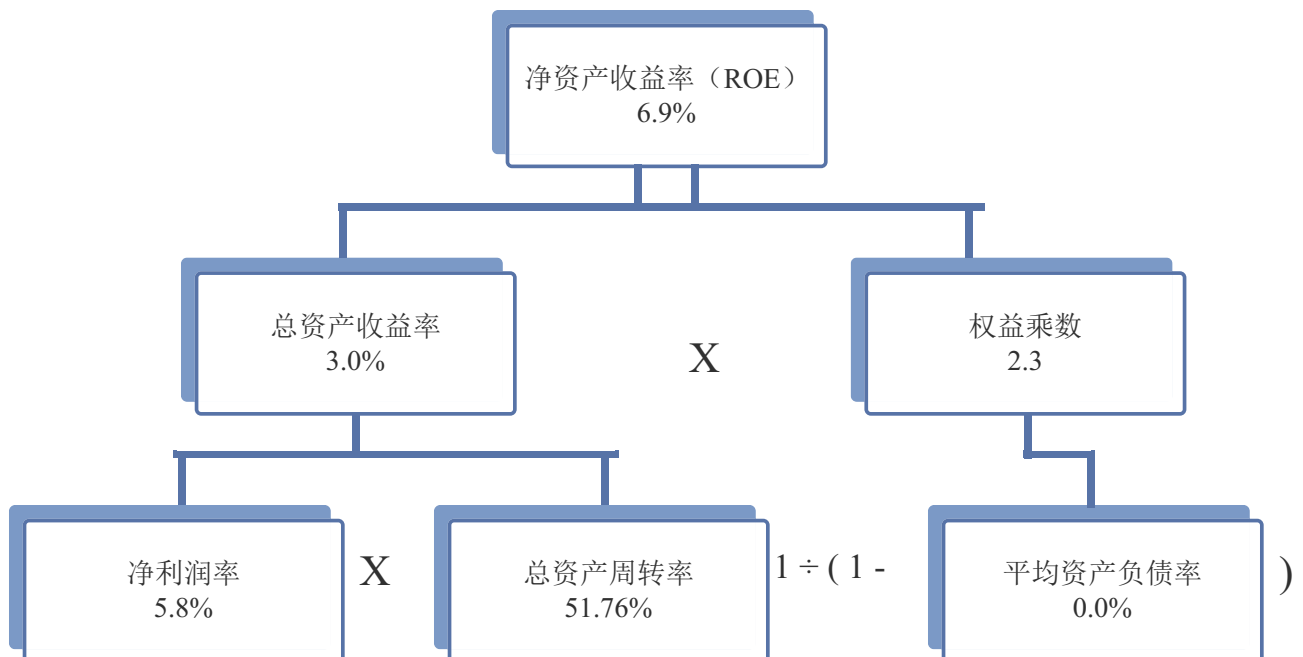 净资产收益率（ROE）
6.9%
总资产收益率
3.0%
X
权益乘数
2.3
净利润率
5.8%
X
总资产周转率
51.76%
1 ÷ ( 1 -
平均资产负债率
0.0%
)